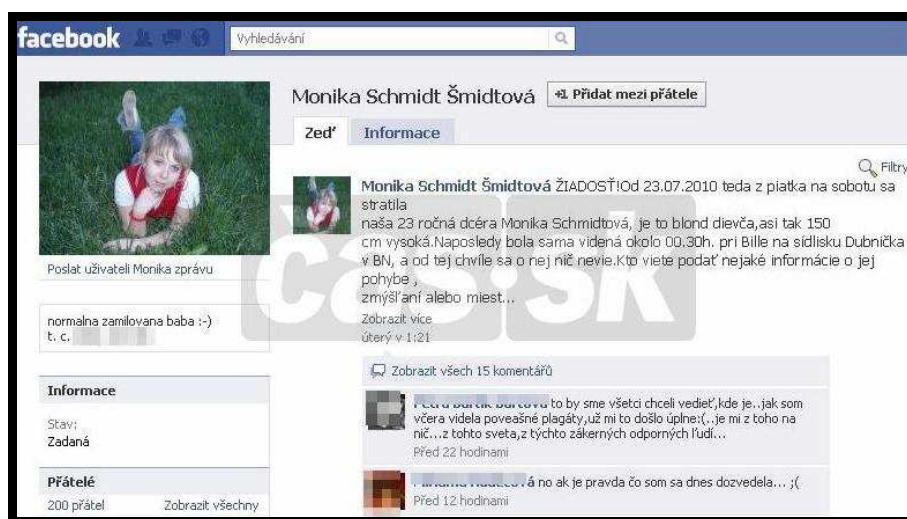 facebook
Vyhledávání
Monika Schmidt Šmidtová
+1 Přidat mezi přátele
Zeď
Informace
Filtry
Monika Schmidt Šmidtová ŽIADOSŤ!Od 23.07.2010 teda z piatka na sobotu sa
stratila
naša 23 ročná dcéra Monika Schmidtová, je to blond dievča,asi tak 150
cm vysoká.Naposledy bola sama videná okolo 00.30h. pri Bille na sídlisku Dubnička
v BN, a od tej chvíle sa o nej nič nevie.Kto viete podať nejaké informácie o jej
pohybe ,
zmýšľaní alebo miest...
Zobrazit více
úterý v 1:21
Poslat uživateli Monika zprávu
normalna zamilovana baba :-)
t. c.
Informace
Stav:
Zadaná
Přátelé
200 přátel
Zobrazit všechny
Zobrazit všech 15 komentářů
to by sme všetci chceli vedieť,kde je..jak som
včera videla poveašné plagáty,už mi to došlo úplne:(..je mi z toho na
nič...z tohto sveta,z týchto zákerných odporných ľudí...
Před 22 hodinami
no ak je pravda čo som sa dnes dozvedela... ;(
Před 12 hodinami
čas.sk